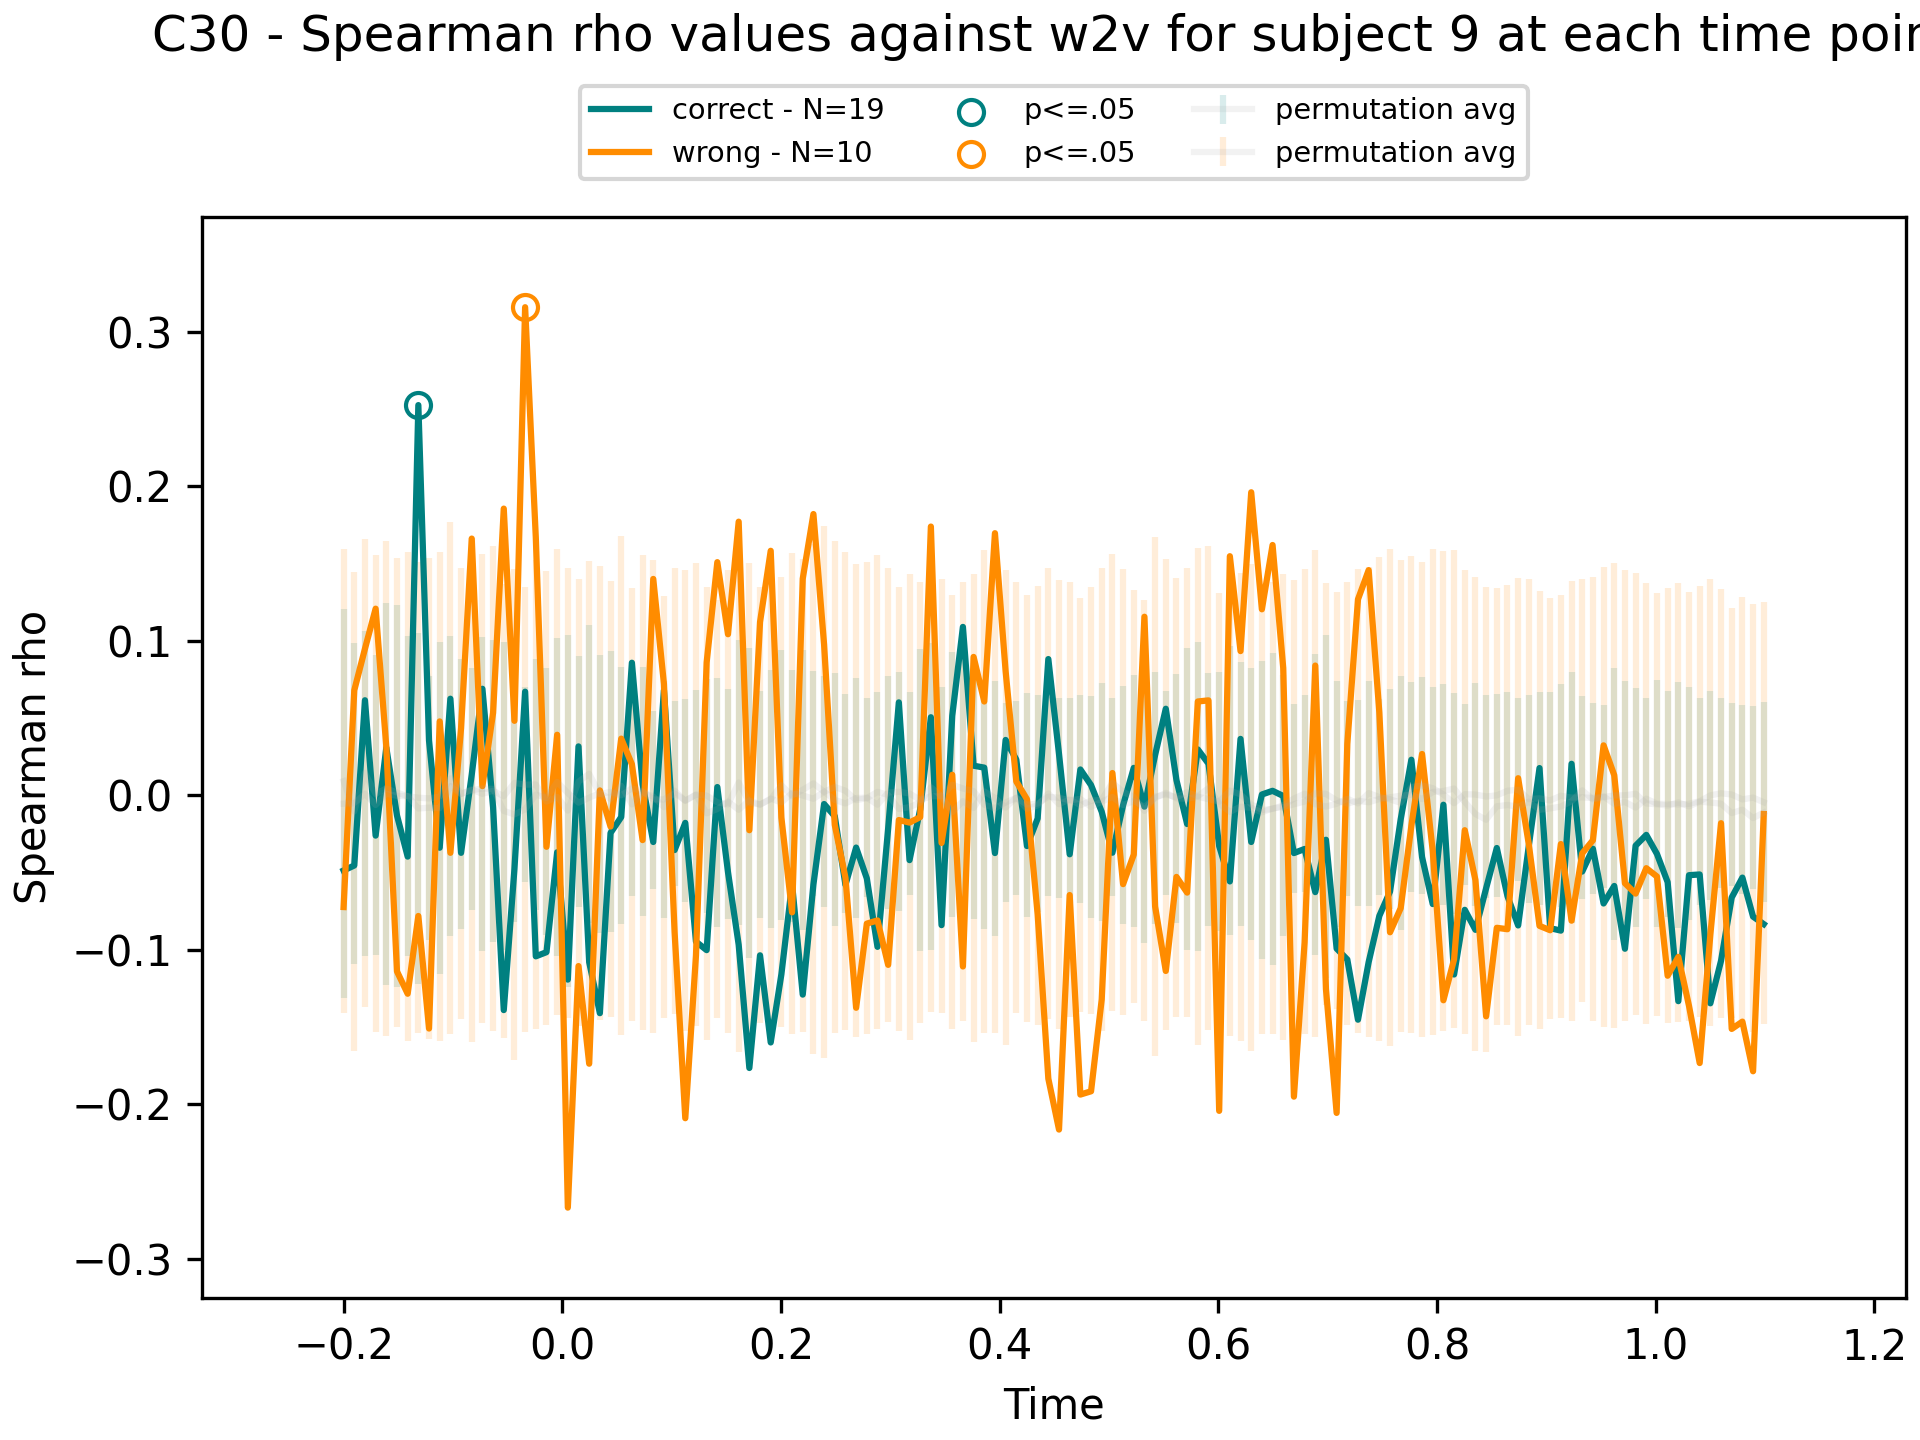 C30 - Spearman rho values against w2v for subject 9 at each time poin
correct - N=19
wrong - N=10
p<=.05
p<=.05
permutation avg
permutation avg
Spearman rho
0.3
0.2
0.1
0.0
−0.1
−0.2
−0.3
−0.2 0.0 0.2 0.4 0.6 0.8 1.0 1.2
Time